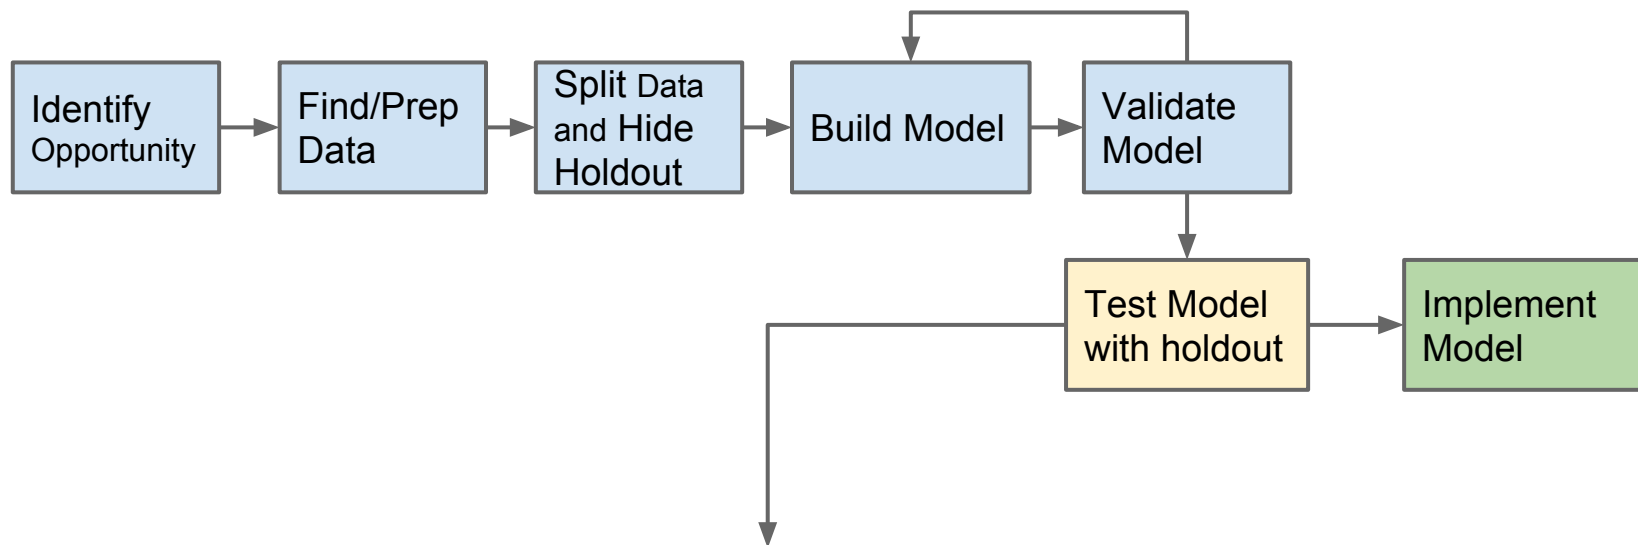 Identify
Opportunity
Find/Prep
Data
Split Data
and Hide
Holdout
Build Model
Validate
Model
Test Model
with holdout
Implement
Model